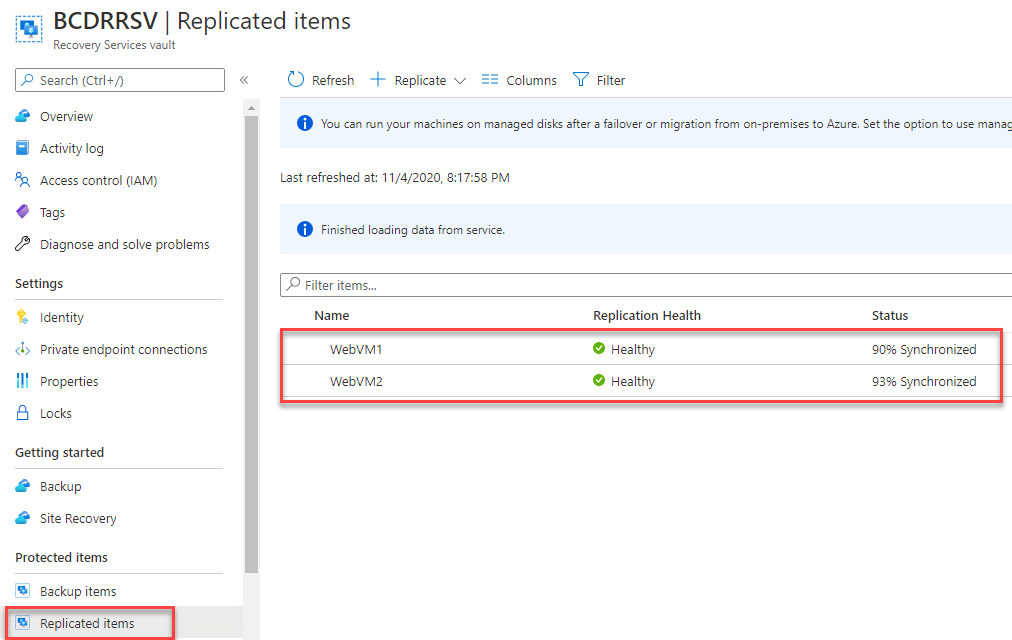 BCDRRSV | Replicated items
Recovery Services vault
Search (Ctrl+/)
«
Overview
Activity log
Access control (IAM)
Tags
Diagnose and solve problems
Settings
Identity
Private endpoint connections
Properties
Locks
Getting started
Backup
Site Recovery
Protected items
Backup items
Replicated items
Refresh
Replicate
Columns
Filter
You can run your machines on managed disks after a failover or migration from on-premises to Azure. Set the option to use manag
Last refreshed at: 11/4/2020, 8:17:58 PM
Finished loading data from service.
Filter items...
Name Replication Health Status
WebVM1 Healthy 90% Synchronized
WebVM2 Healthy 93% Synchronized